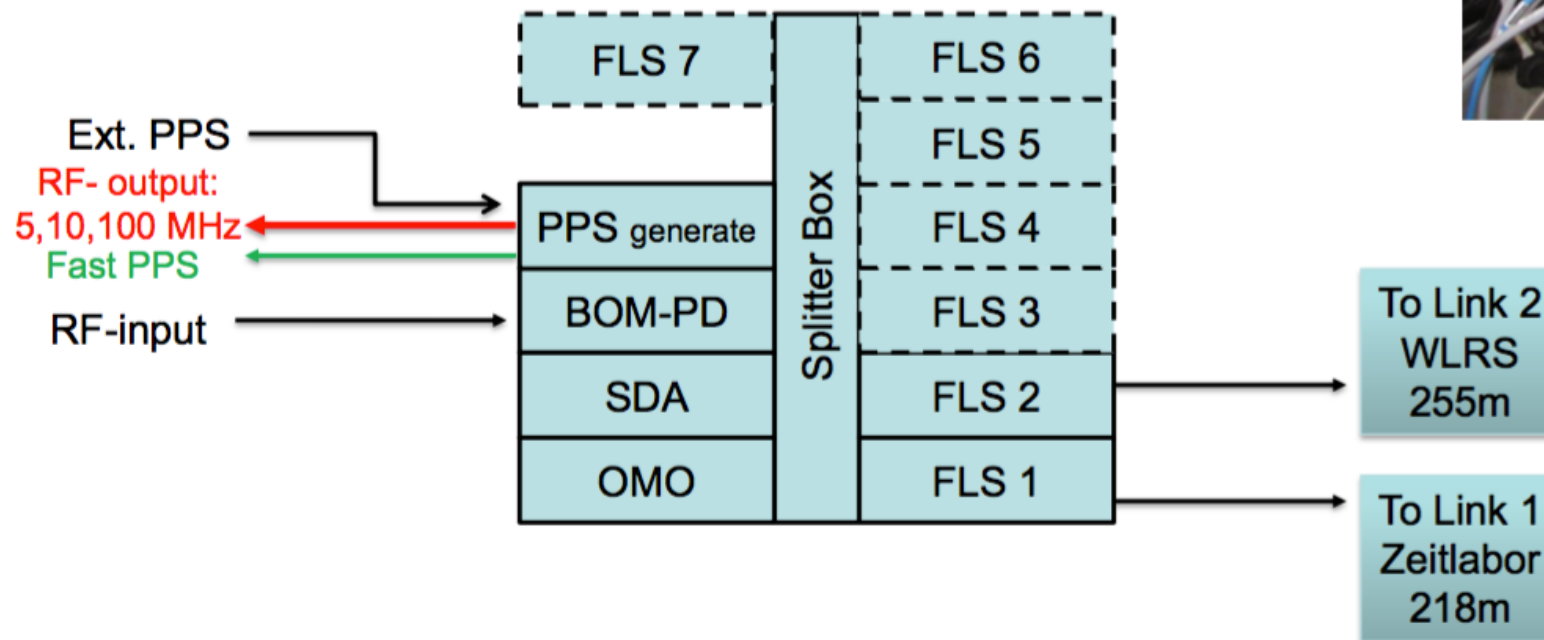 FLS 7
FLS 6
Ext. PPS
FLS 5
RF- output:
5,10,100 MHz
Fast PPS
PPS generate
Splitter Box
FLS 4
RF-input
BOM-PD
FLS 3
SDA
FLS 2
OMO
FLS 1
To Link 2
WLRS
255m
To Link 1
Zeitlabor
218m